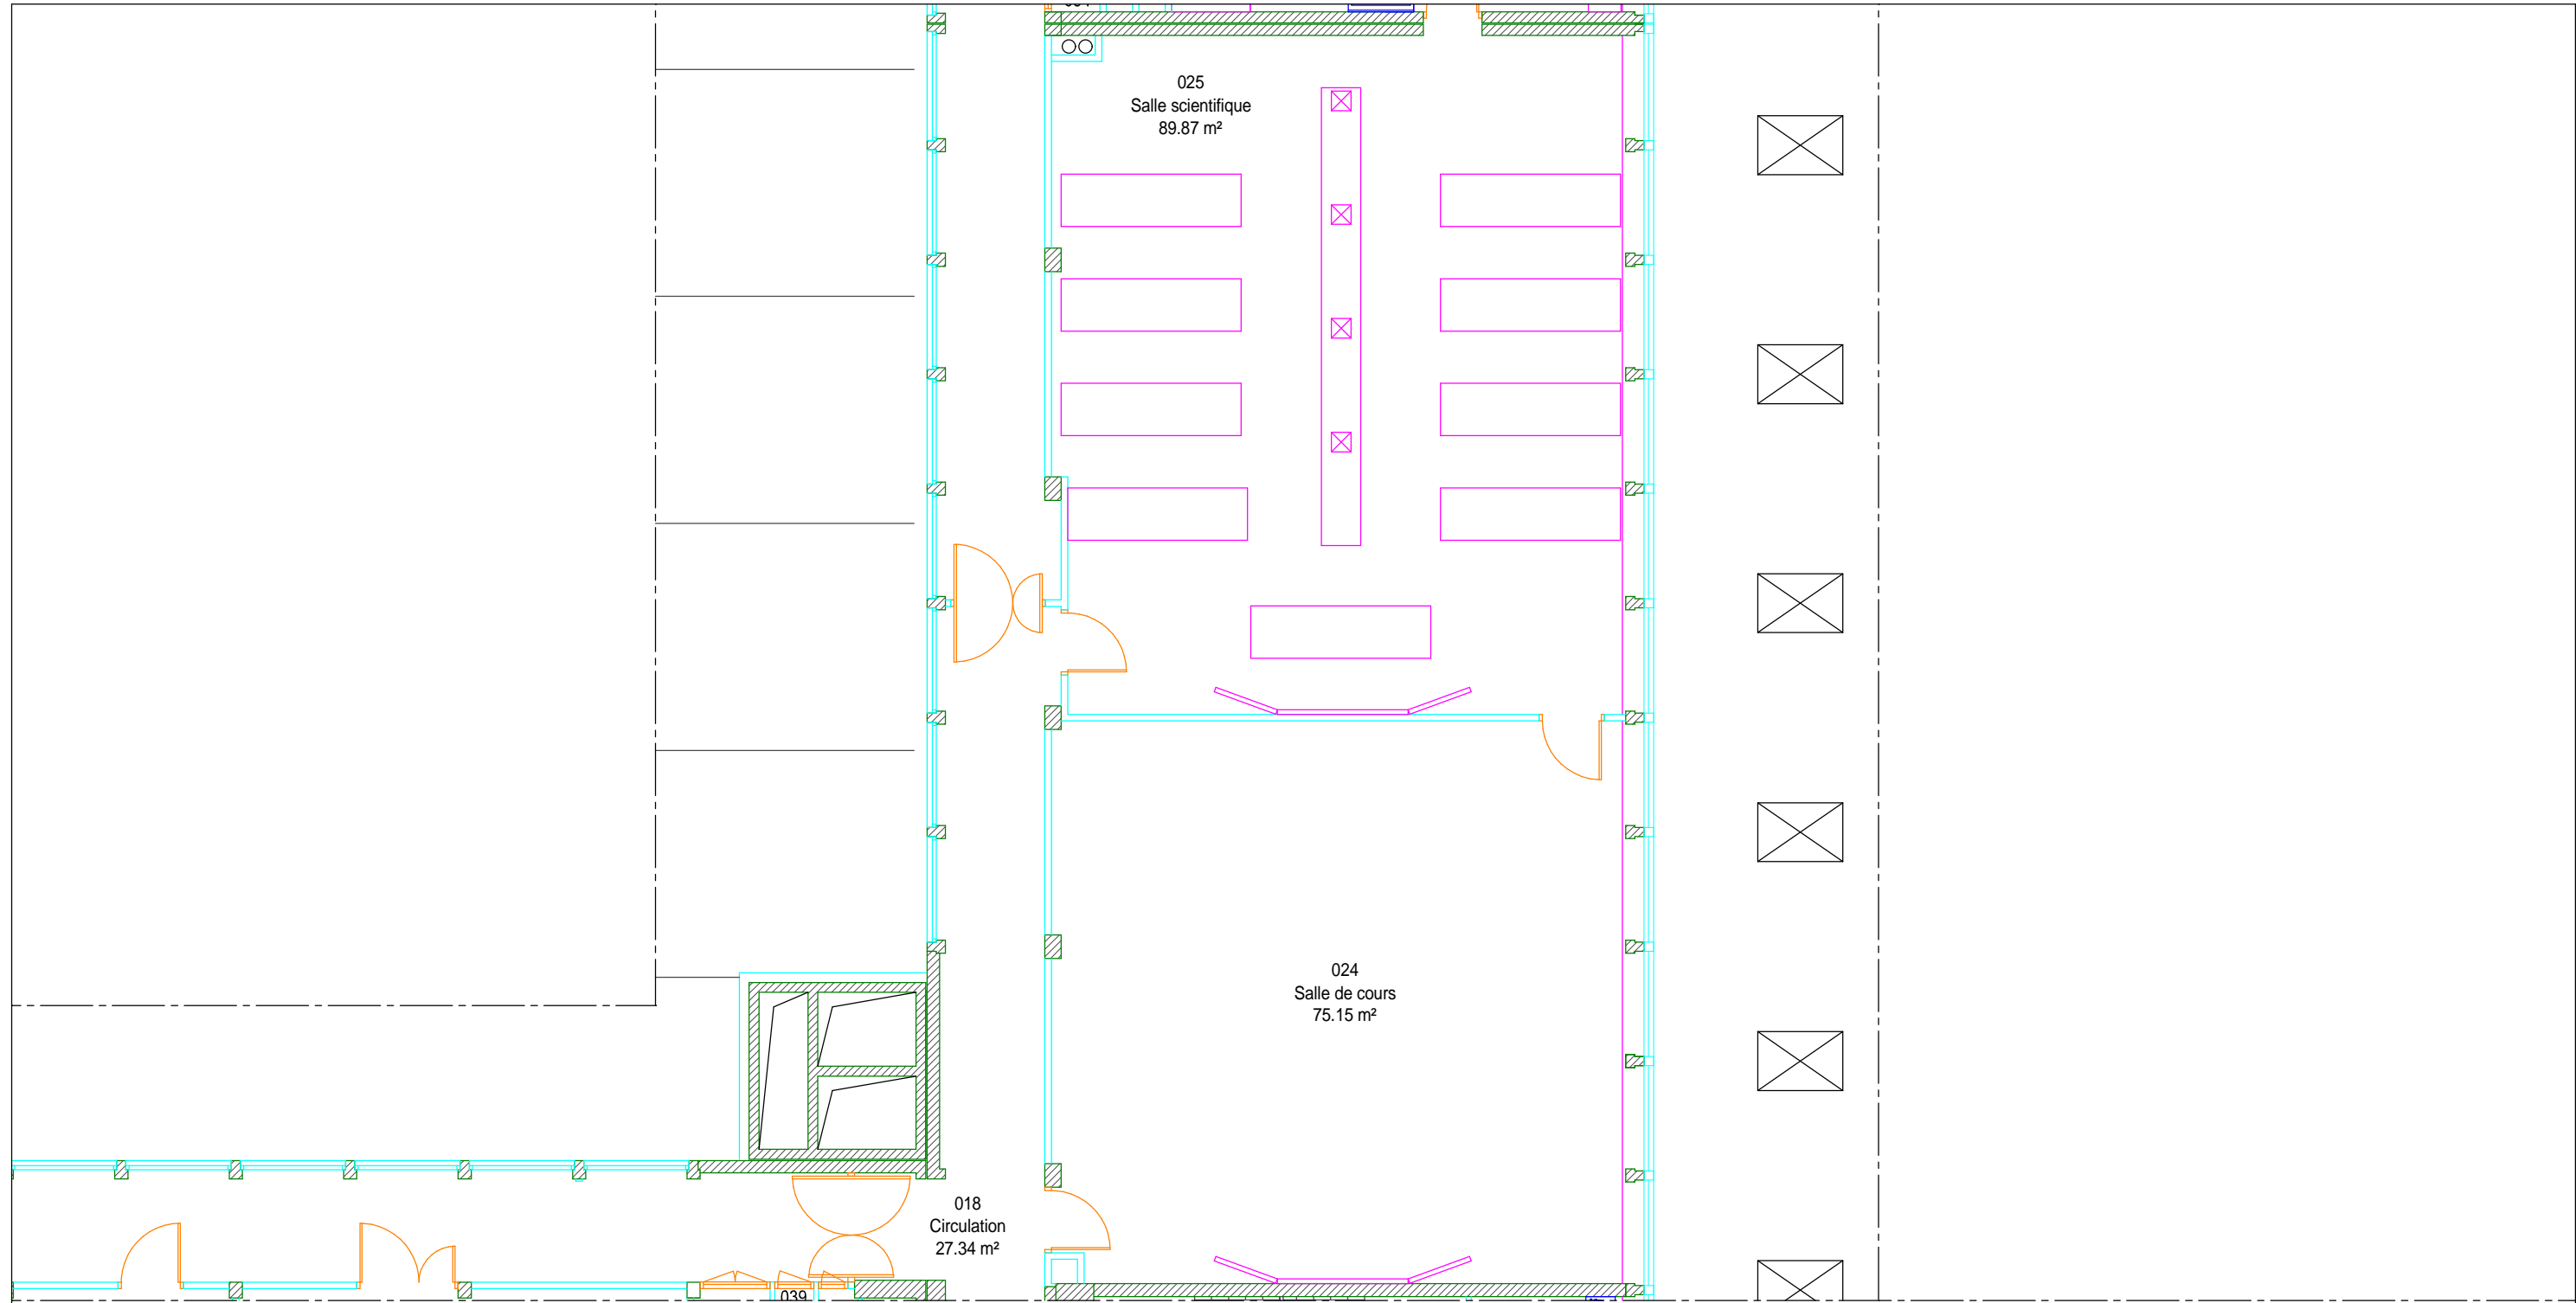 025
Salle scientifique
89.87 m²
024
Salle de cours
75.15 m²
018
Circulation
27.34 m²
039